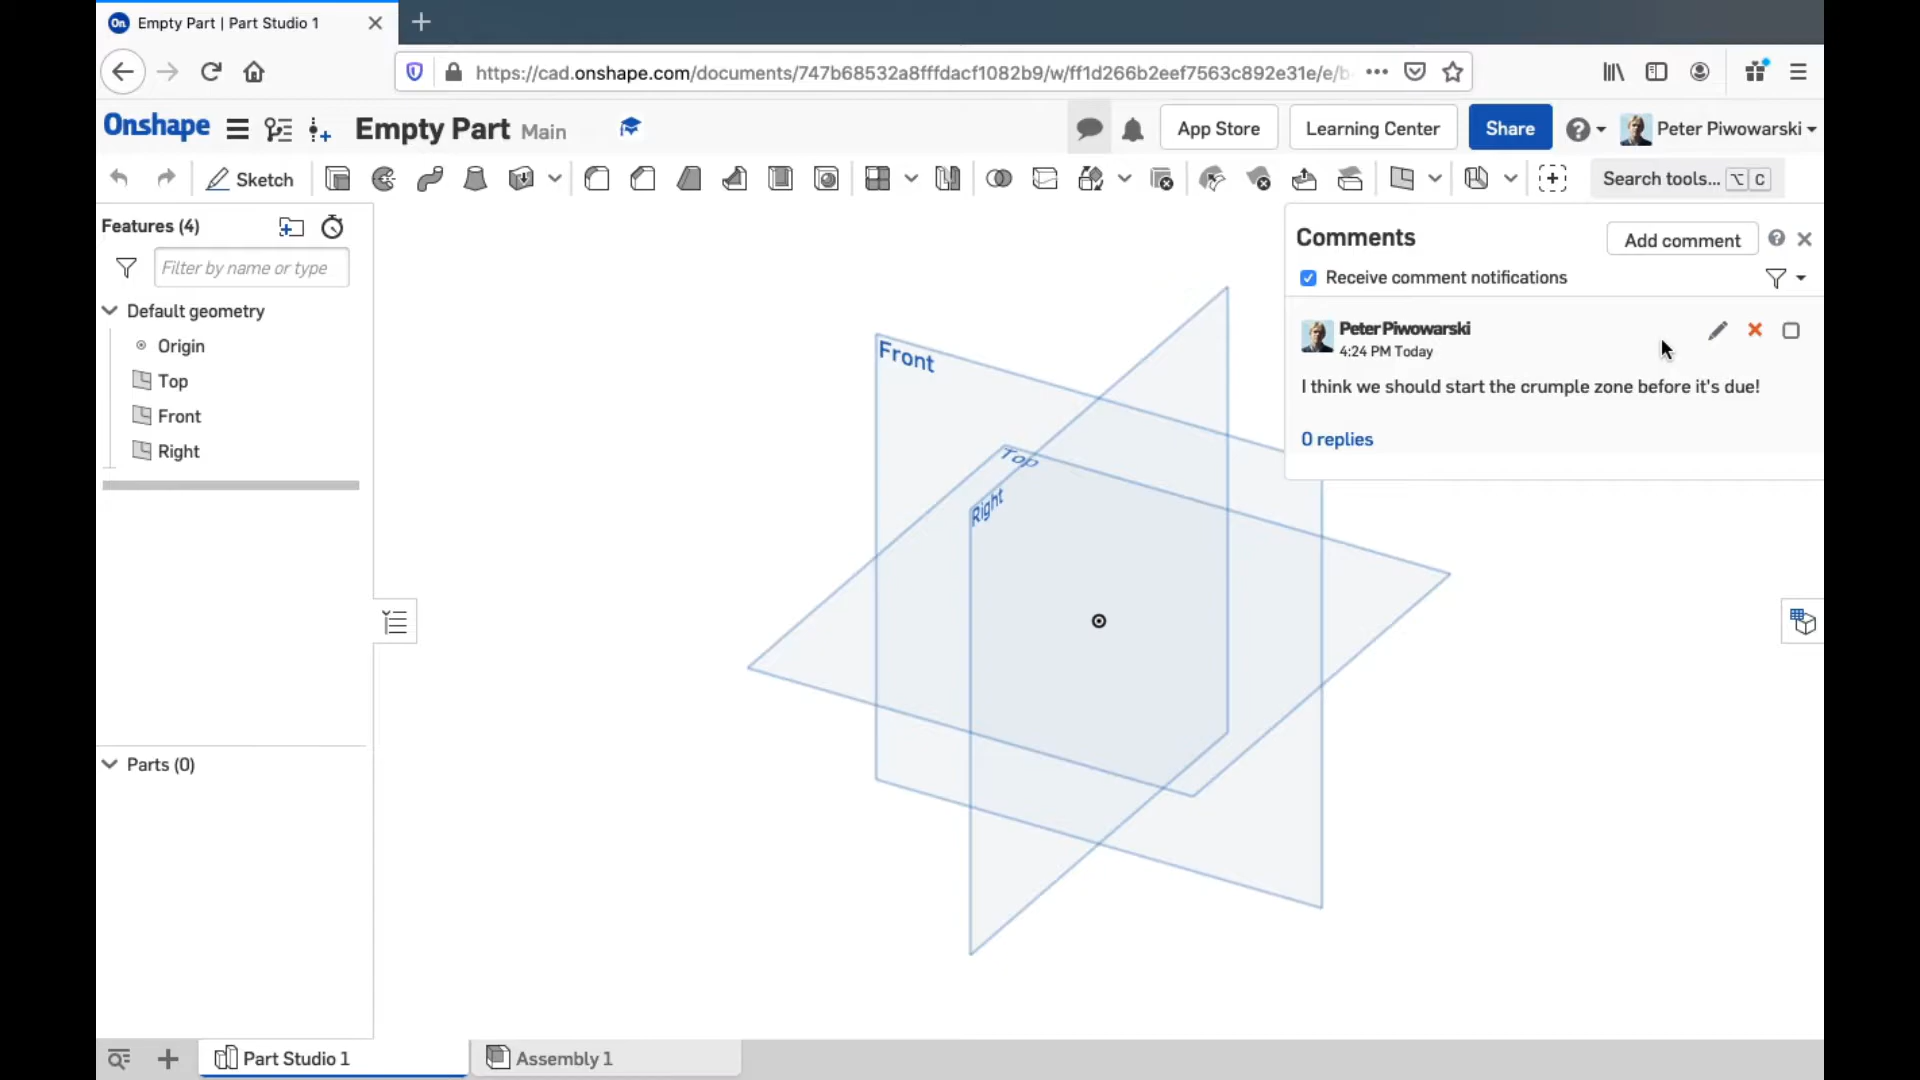 On Empty Part | Part Studio 1
https://cad.onshape.com/documents/747b68532a8fffdacf1082b9/w/ff1d266b2eef7563c892e31e/e/b
Onshape Empty Part Main App Store Learning Center Share Peter Piwowarski
Sketch Search tools... ⌥ C
Features (4)
Filter by name or type
Default geometry
Origin
Top
Front
Right
Parts (0)
Front
Top
Right
Comments Add comment
Receive comment notifications
Peter Piwowarski
4:24 PM Today
I think we should start the crumple zone before it's due!
0 replies
Part Studio 1 Assembly 1